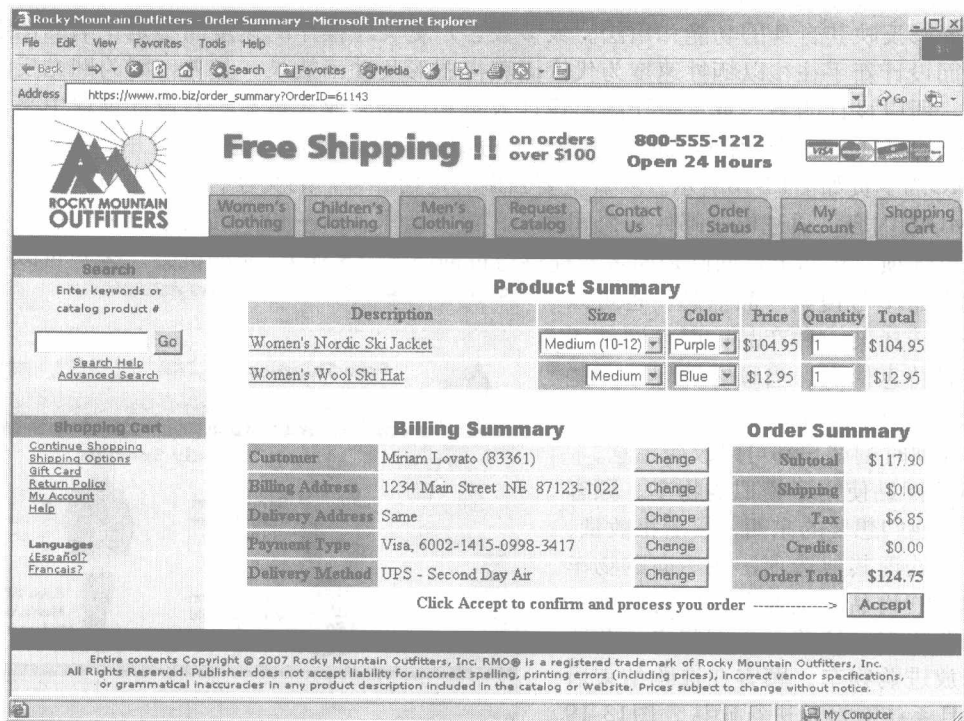 Rocky Mountain Outfitters - Order Summary - Microsoft Internet Explorer
File Edit View Favorites Tools Help
Back Search Favorites Media
Address https://www.rmo.biz/order_summary?OrderID=61143 Go
ROCKY MOUNTAIN
OUTFITTERS
Free Shipping !! on orders over $100
800-555-1212
Open 24 Hours
VISA
Women's Clothing
Children's Clothing
Men's Clothing
Request Catalog
Contact Us
Order Status
My Account
Shopping Cart
Search
Enter keywords or
catalog product #
Go
Search Help
Advanced Search
Shopping Cart
Continue Shopping
Shipping Options
Gift Card
Return Policy
My Account
Help
Languages
¿Español?
Francais?
Product Summary
Description Size Color Price Quantity Total
Women's Nordic Ski Jacket Medium (10-12) Purple $104.95 1 $104.95
Women's Wool Ski Hat Medium Blue $12.95 1 $12.95
Billing Summary
Customer Miriam Lovato (83361) Change
Billing Address 1234 Main Street NE 87123-1022 Change
Delivery Address Same Change
Payment Type Visa, 6002-1415-0998-3417 Change
Delivery Method UPS - Second Day Air Change
Order Summary
Subtotal $117.90
Shipping $0.00
Tax $6.85
Credits $0.00
Order Total $124.75
Click Accept to confirm and process you order --------------> Accept
Entire contents Copyright © 2007 Rocky Mountain Outfitters, Inc. RMO® is a registered trademark of Rocky Mountain Outfitters, Inc.
All Rights Reserved. Publisher does not accept liability for incorrect spelling, printing errors (including prices), incorrect vendor specifications,
or grammatical inaccuracies in any product description included in the catalog or Website. Prices subject to change without notice.
My Computer